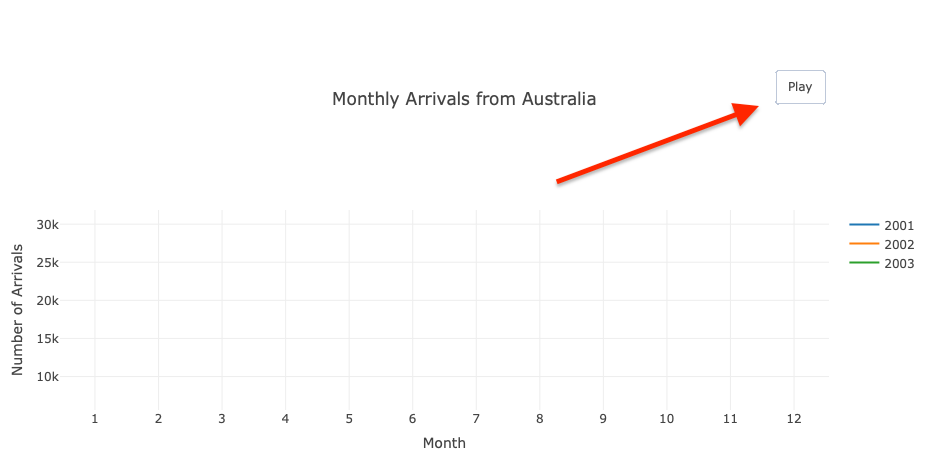 Play
Monthly Arrivals from Australia
Number of Arrivals
30k
25k
20k
15k
10k
2001
2002
2003
1 2 3 4 5 6 7 8 9 10 11 12
Month